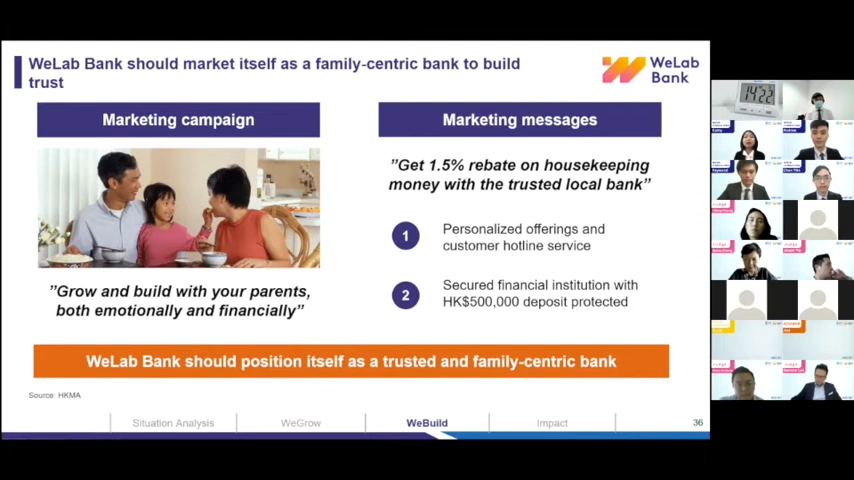 WeLab Bank should market itself as a family-centric bank to build
trust
WeLab
Bank
Marketing campaign
Marketing messages
"Get 1.5% rebate on housekeeping
money with the trusted local bank"
1
Personalized offerings and
customer hotline service
2
Secured financial institution with
HK$500,000 deposit protected
"Grow and build with your parents,
both emotionally and financially"
WeLab Bank should position itself as a trusted and family-centric bank
Source: HKMA
Situation Analysis
WeGrow
WeBuild
Impact
36
14:22